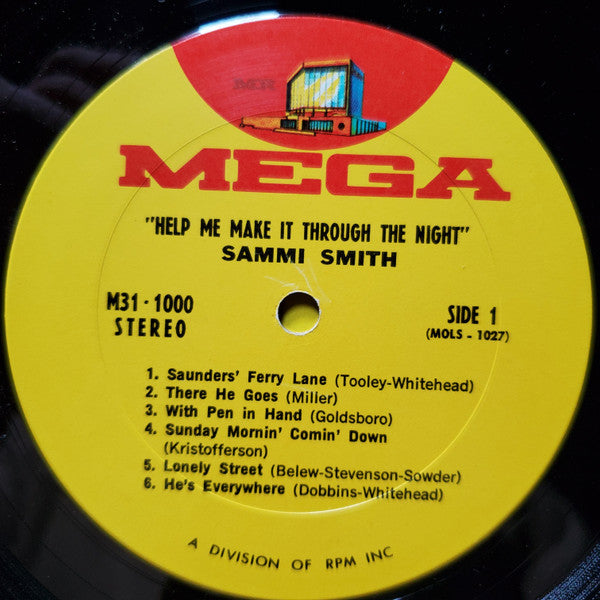 MEGA
"HELP ME MAKE IT THROUGH THE NIGHT"
SAMMI SMITH
M31-1000
STEREO
SIDE 1
(MOLS - 1027)
1. Saunders' Ferry Lane (Tooley-Whitehead)
2. There He Goes (Miller)
3. With Pen in Hand (Goldsboro)
4. Sunday Mornin' Comin' Down
(Kristofferson)
5. Lonely Street (Belew-Stevenson-Sowder)
6. He's Everywhere (Dobbins-Whitehead)
A DIVISION OF RPM INC